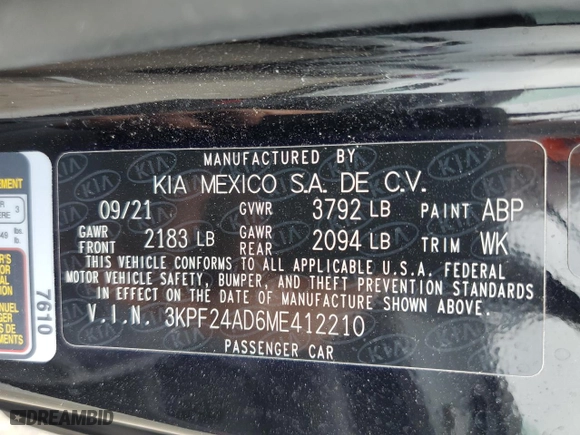 MANUFACTURED BY
KIA MEXICO S.A. DE C.V.
09/21 GVWR 3792 LB PAINT ABP
GAWR FRONT 2183 LB GAWR REAR 2094 LB TRIM WK
THIS VEHICLE CONFORMS TO ALL APPLICABLE U.S.A. FEDERAL
MOTOR VEHICLE SAFETY, BUMPER, AND THEFT PREVENTION STANDARDS
IN EFFECT ON THE DATE OF MANUFACTURE SHOWN ABOVE.
V.I.N. 3KPF24AD6ME412210
PASSENGER CAR
7610
DREAMBID